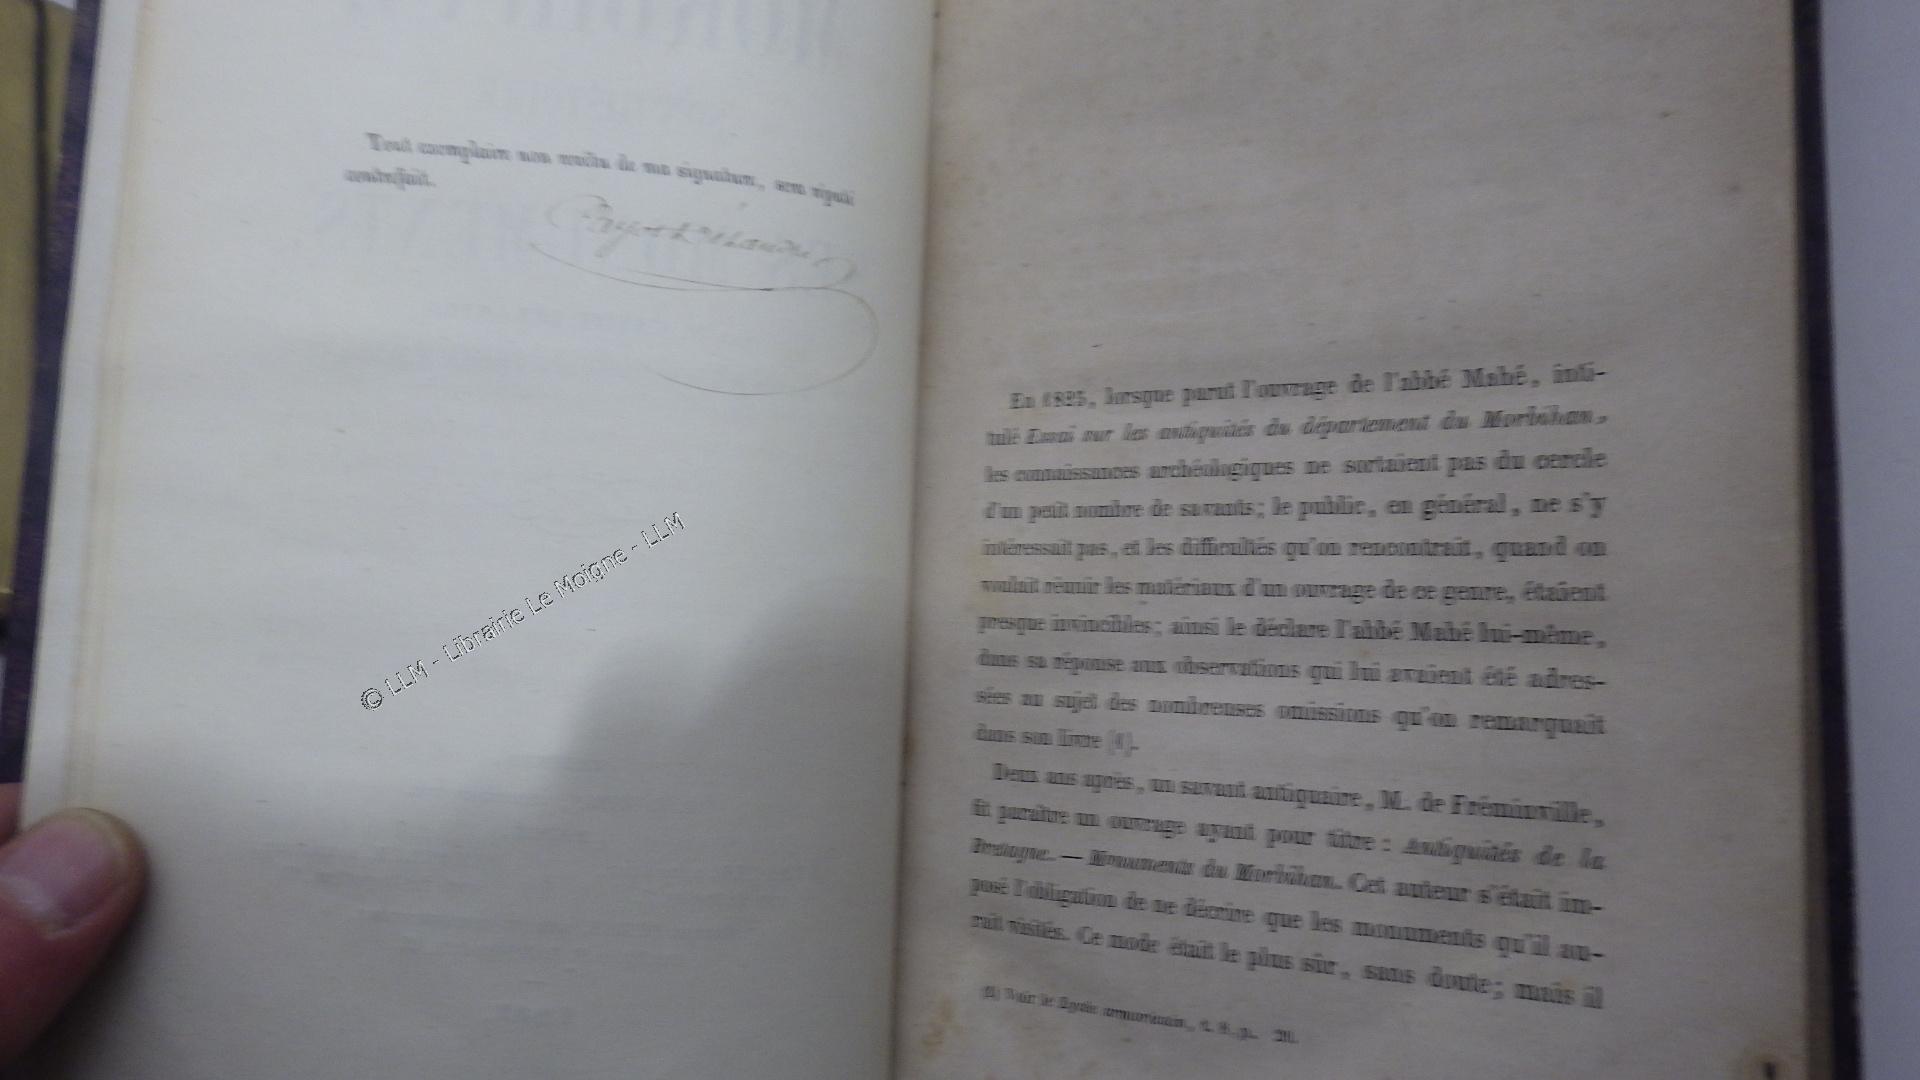 Tout exemplaire non revêtu de ma signature, sera réputé
contrefait.
© LLM - Librairie Le Moigne - LLM
En 1825, lorsque parut l'ouvrage de l'abbé Mahé, inti-
tulé Essai sur les antiquités du département du Morbihan,
les connaissances archéologiques ne sortaient pas du cercle
d'un petit nombre de savants; le public, en général, ne s'y
intéressait pas, et les difficultés qu'on rencontrait, quand on
voulait réunir les matériaux d'un ouvrage de ce genre, étaient
presque invincibles; ainsi le déclare l'abbé Mahé lui-même,
dans sa réponse aux observations qui lui avaient été adres-
sées au sujet des nombreuses omissions qu'on remarquait
dans son livre (1).
Deux ans après, un savant antiquaire, M. de Fréminville,
fit paraître un ouvrage ayant pour titre : Antiquités de la
Bretagne. — Monuments du Morbihan. Cet auteur s'était im-
posé l'obligation de ne décrire que les monuments qu'il au-
rait visités. Ce mode était le plus sûr, sans doute; mais il
(1) Voir le Lycée armoricain, t. 8, p. 20.